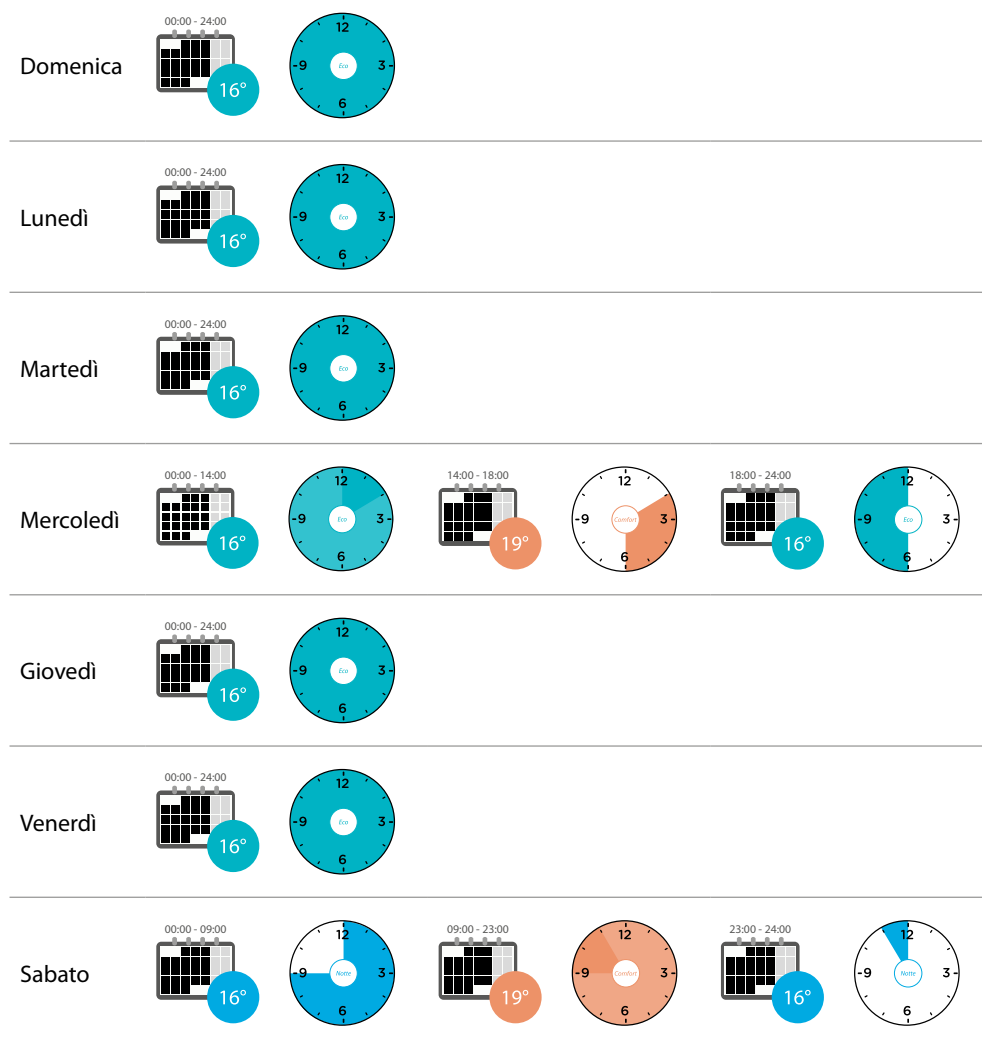 Domenica
00:00 - 24:00
16°
12
3
6
9
Eco
Lunedì
00:00 - 24:00
16°
12
3
6
9
Eco
Martedì
00:00 - 24:00
16°
12
3
6
9
Eco
Mercoledì
00:00 - 14:00
16°
12
3
6
9
Eco
14:00 - 18:00
19°
12
3
6
9
Comfort
18:00 - 24:00
16°
12
3
6
9
Eco
Giovedì
00:00 - 24:00
16°
12
3
6
9
Eco
Venerdì
00:00 - 24:00
16°
12
3
6
9
Eco
Sabato
00:00 - 09:00
16°
12
3
6
9
Notte
09:00 - 23:00
19°
12
3
6
9
Comfort
23:00 - 24:00
16°
12
3
6
9
Notte